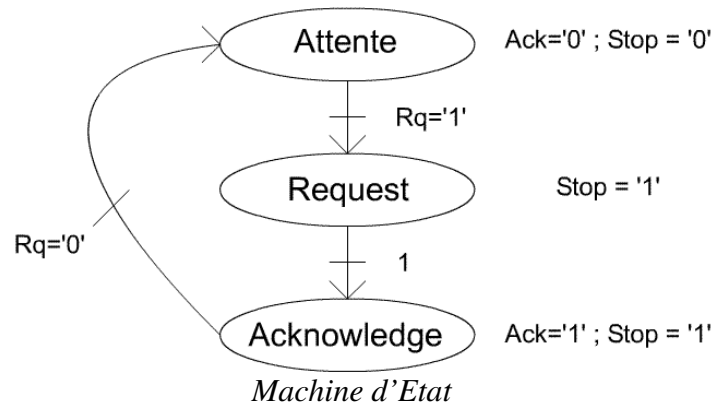 Attente
Ack='0' ; Stop = '0'
Rq='1'
Request
Stop = '1'
Rq='0'
1
Acknowledge
Ack='1' ; Stop = '1'
Machine d'Etat